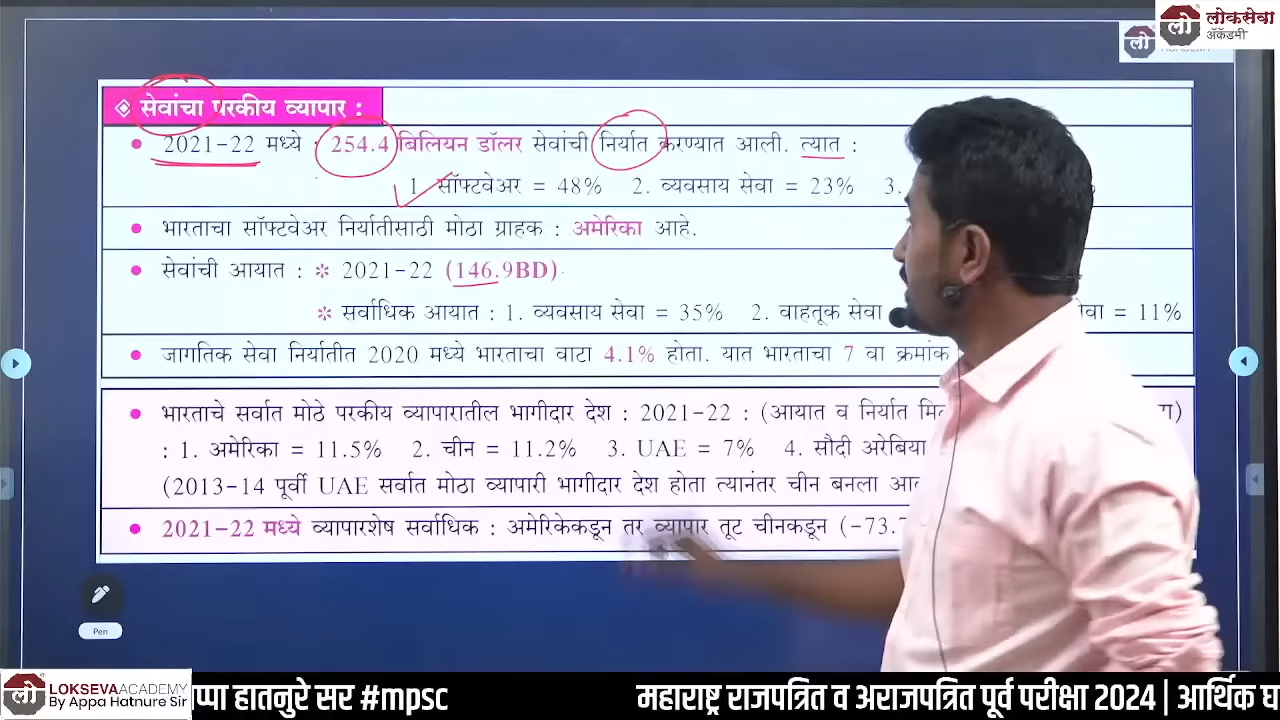 लो लोकसेवा
अ‍ॅकॅडमी
लो
सेवांचा परकीय व्यापार :
2021-22 मध्ये : 254.4 बिलियन डॉलर सेवांची निर्यात करण्यात आली. त्यात :
1. सॉफ्टवेअर = 48% 2. व्यवसाय सेवा = 23% 3.
भारताचा सॉफ्टवेअर निर्यातीसाठी मोठा ग्राहक : अमेरिका आहे.
सेवांची आयात : * 2021-22 (146.9BD).
* सर्वाधिक आयात : 1. व्यवसाय सेवा = 35% 2. वाहतूक सेवा = 11%
जागतिक सेवा निर्यातीत 2020 मध्ये भारताचा वाटा 4.1% होता. यात भारताचा 7 वा क्रमांक
भारताचे सर्वात मोठे परकीय व्यापारातील भागीदार देश : 2021-22 : (आयात व निर्यात
: 1. अमेरिका = 11.5% 2. चीन = 11.2% 3. UAE = 7% 4. सौदी अरेबिया
(2013-14 पूर्वी UAE सर्वात मोठा व्यापारी भागीदार देश होता त्यानंतर चीन बनला
2021-22 मध्ये व्यापारशेष सर्वाधिक : अमेरिकेकडून तर व्यापार तूट चीनकडून (-73.
Pen
लो LOKSEVA ACADEMY
By Appa Hatnure Sir
प्पा हातनुरे सर #mpsc महाराष्ट्र राजपत्रित व अराजपत्रित पूर्व परीक्षा 2024 | आर्थिक